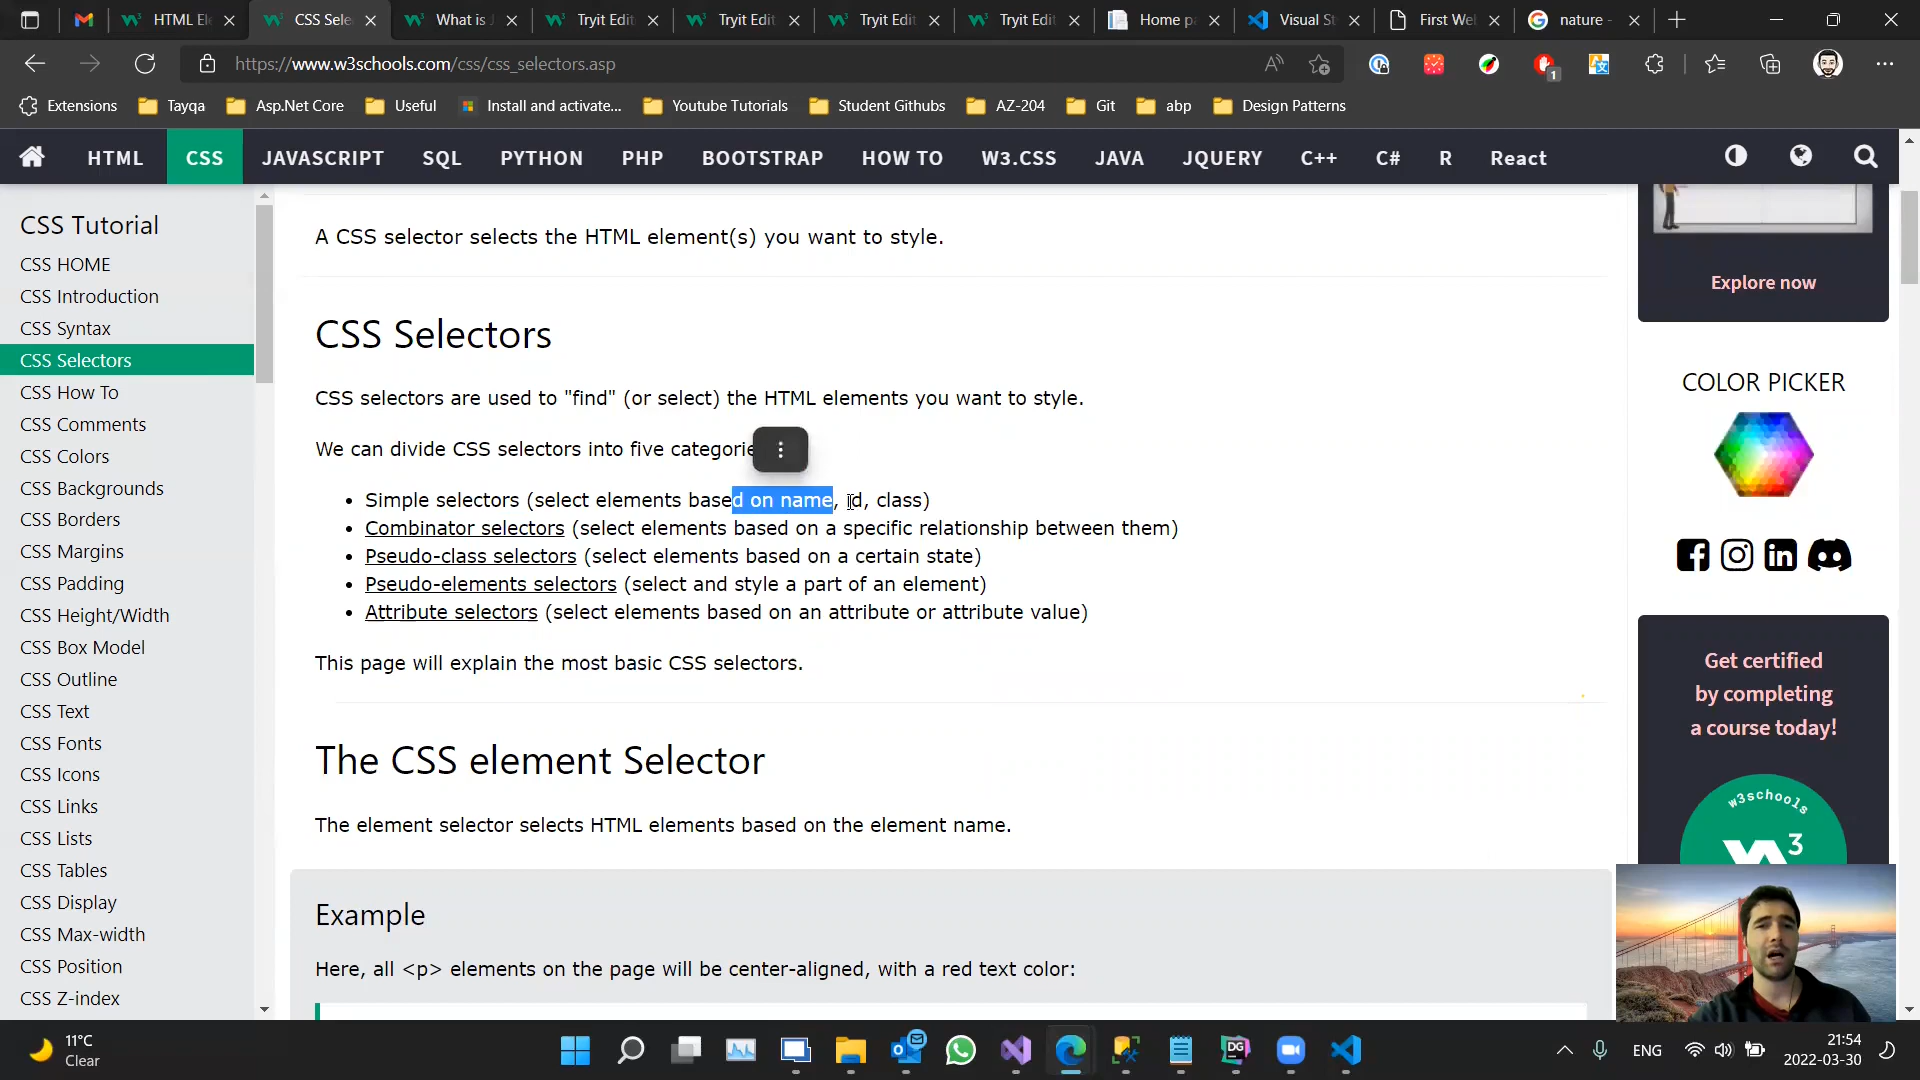 HTML Ele
CSS Sele
What is J
Tryit Edit
Tryit Edit
Tryit Edit
Tryit Edit
Home pa
Visual St
First Web
nature -
https://www.w3schools.com/css/css_selectors.asp
1
Extensions
Tayqa
Asp.Net Core
Useful
Install and activate...
Youtube Tutorials
Student Githubs
AZ-204
Git
abp
Design Patterns
HTML
CSS
JAVASCRIPT
SQL
PYTHON
PHP
BOOTSTRAP
HOW TO
W3.CSS
JAVA
JQUERY
C++
C#
R
React
CSS Tutorial
CSS HOME
CSS Introduction
CSS Syntax
CSS Selectors
CSS How To
CSS Comments
CSS Colors
CSS Backgrounds
CSS Borders
CSS Margins
CSS Padding
CSS Height/Width
CSS Box Model
CSS Outline
CSS Text
CSS Fonts
CSS Icons
CSS Links
CSS Lists
CSS Tables
CSS Display
CSS Max-width
CSS Position
CSS Z-index
A CSS selector selects the HTML element(s) you want to style.
CSS Selectors
CSS selectors are used to "find" (or select) the HTML elements you want to style.
We can divide CSS selectors into five categorie
• Simple selectors (select elements based on name, id, class)
• Combinator selectors (select elements based on a specific relationship between them)
• Pseudo-class selectors (select elements based on a certain state)
• Pseudo-elements selectors (select and style a part of an element)
• Attribute selectors (select elements based on an attribute or attribute value)
This page will explain the most basic CSS selectors.
The CSS element Selector
The element selector selects HTML elements based on the element name.
Example
Here, all <p> elements on the page will be center-aligned, with a red text color:
Explore now
COLOR PICKER
Get certified
by completing
a course today!
w3schools
3
11°C
Clear
DG
ENG
21:54
2022-03-30